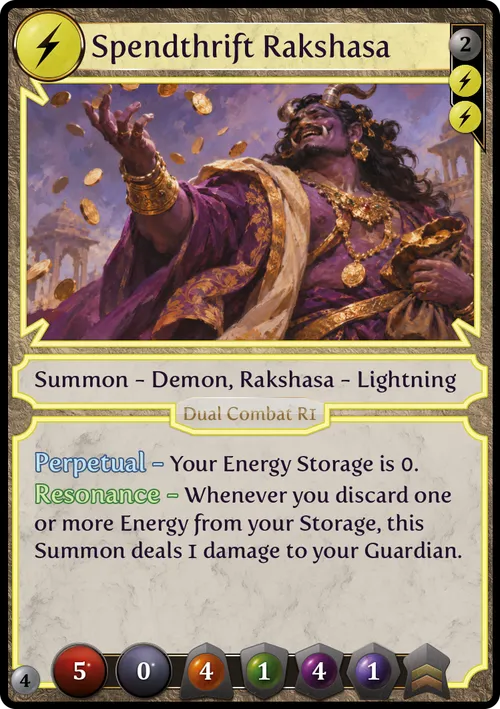 Spendthrift Rakshasa
2
Summon - Demon, Rakshasa - Lightning
Dual Combat R1
Perpetual - Your Energy Storage is 0.
Resonance - Whenever you discard one
or more Energy from your Storage, this
Summon deals 1 damage to your Guardian.
4 5* 0* 4 1 4 1